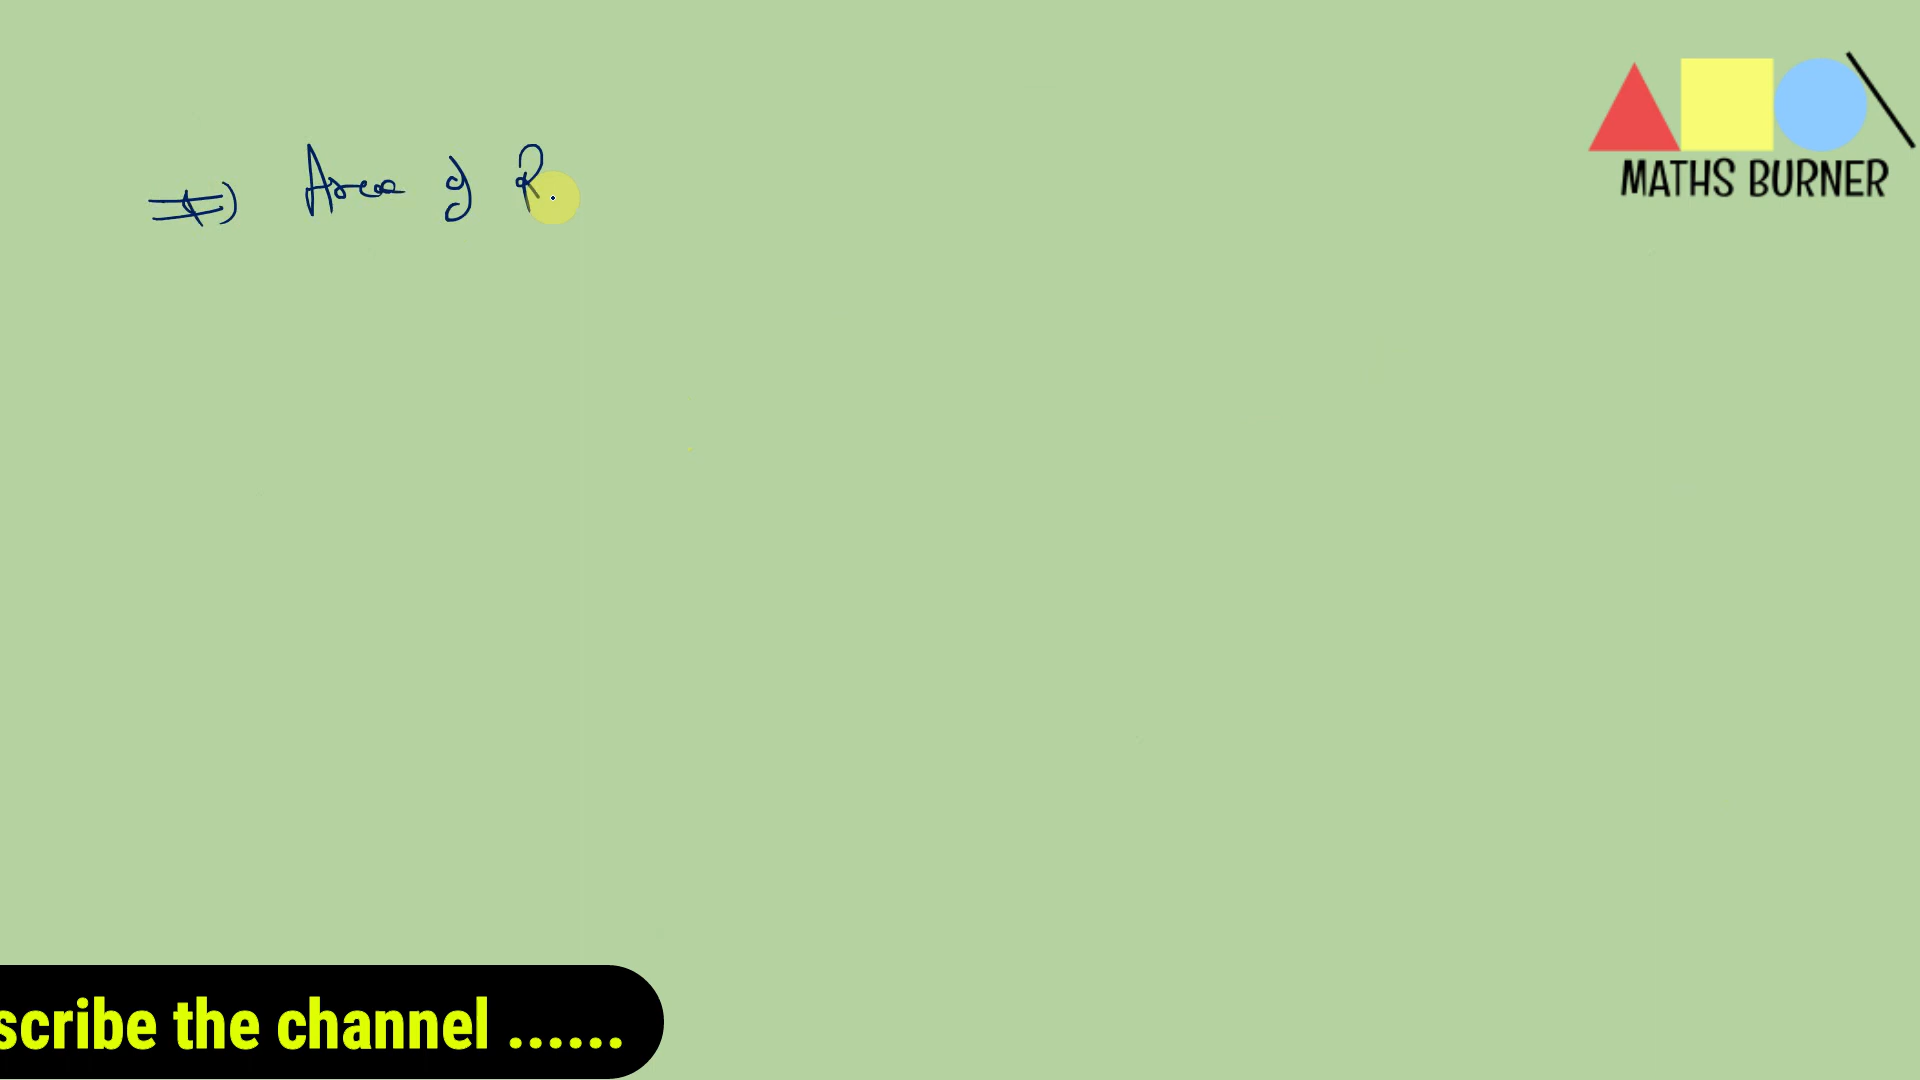 ⇒ Area of R
MATHS BURNER
scribe the channel ......